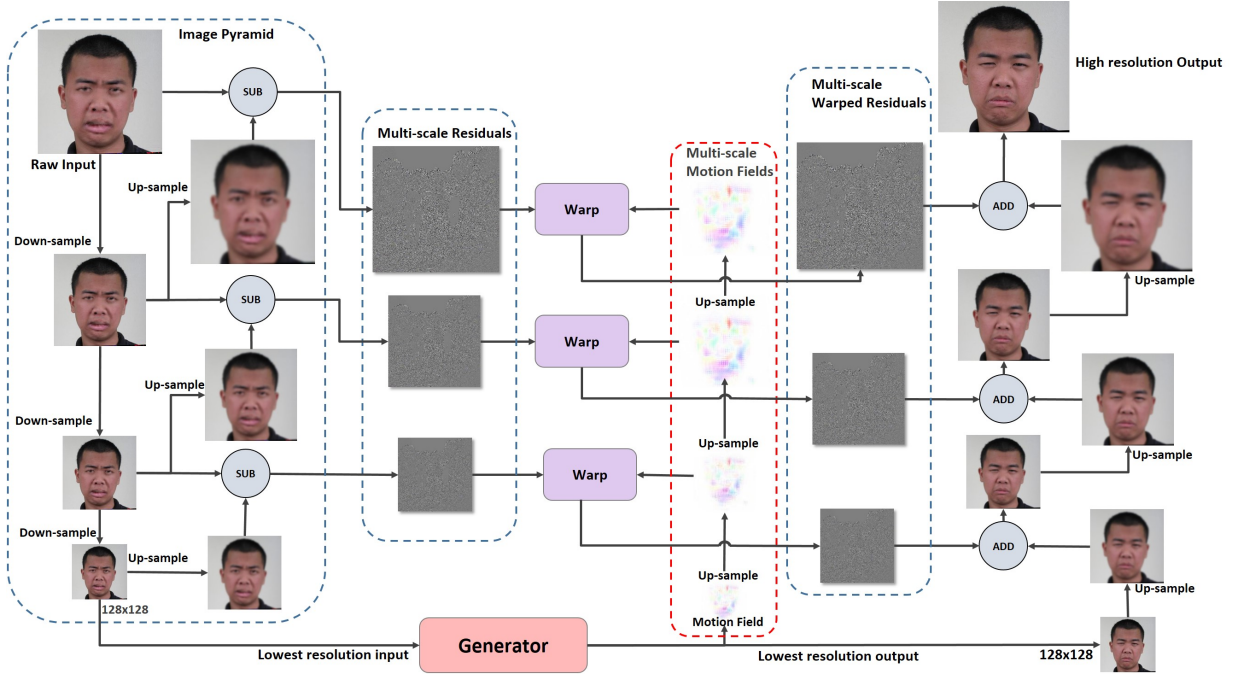 Image Pyramid
SUB
Raw Input
Up-sample
Down-sample
SUB
Up-sample
Down-sample
SUB
Down-sample
Up-sample
128x128
Multi-scale Residuals
Warp
Warp
Warp
Multi-scale
Motion Fields
Up-sample
Up-sample
Up-sample
Motion Field
Multi-scale
Warped Residuals
High resolution Output
ADD
Up-sample
ADD
Up-sample
ADD
Up-sample
Lowest resolution input
Generator
Lowest resolution output
128x128